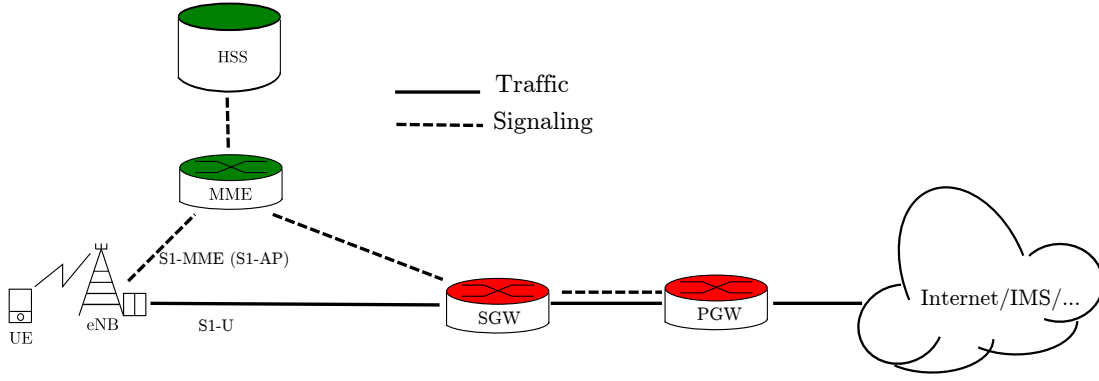 HSS
Traffic
Signaling
MME
S1-MME (S1-AP)
Internet/IMS/...
SGW
PGW
eNB
S1-U
UE